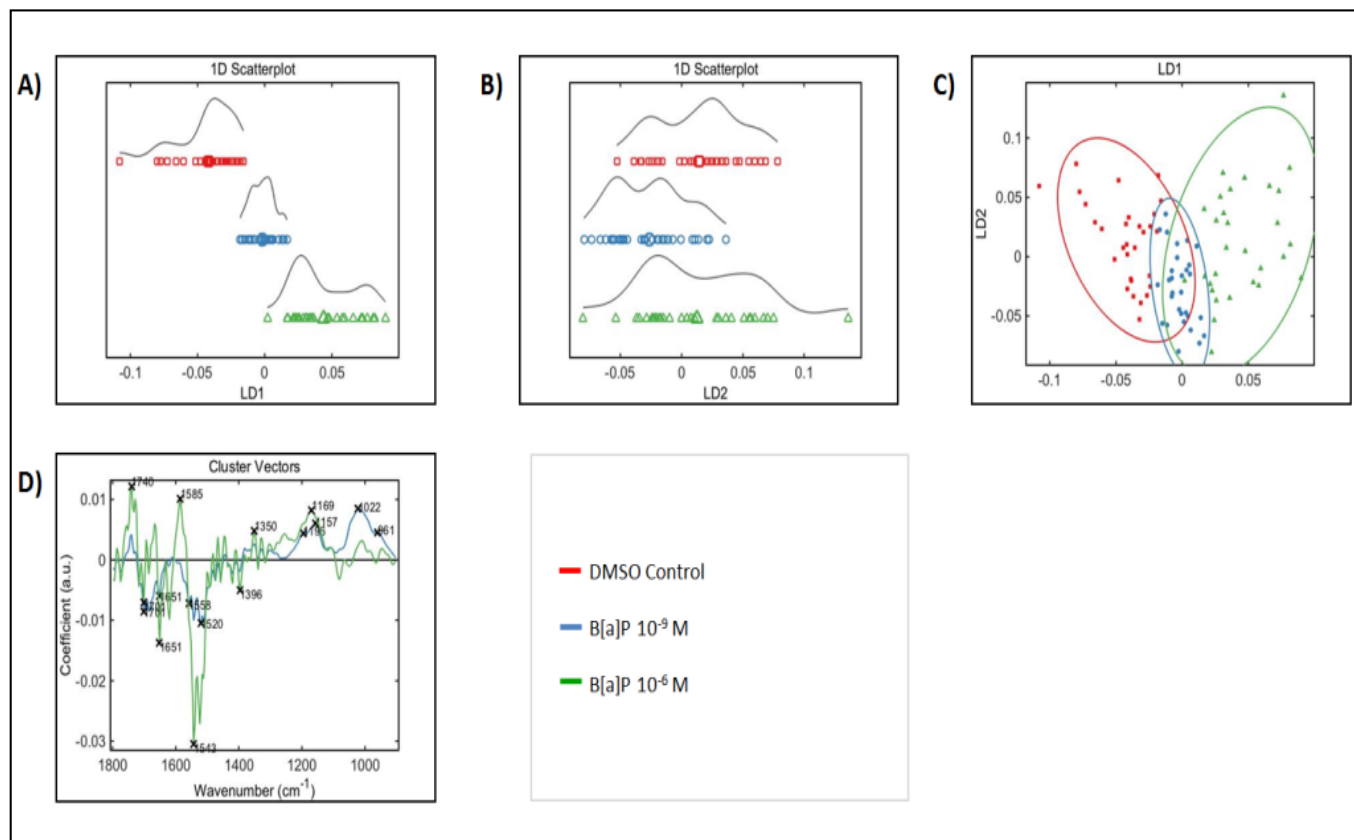 A)
1D Scatterplot
-0.1 -0.05 0 0.05
LD1
B)
1D Scatterplot
-0.05 0 0.05 0.1
LD2
C)
LD1
LD2
0.1
0.05
0
-0.05
-0.1 -0.05 0 0.05
D)
Cluster Vectors
Coefficient (a.u.)
0.01
0
-0.01
-0.02
-0.03
1740
1585
1350
1169
1157
1195
1022
961
1651
1701
1558
1396
1520
1651
1543
1800 1600 1400 1200 1000
Wavenumber (cm⁻¹)
DMSO Control
B[a]P 10⁻⁹ M
B[a]P 10⁻⁶ M